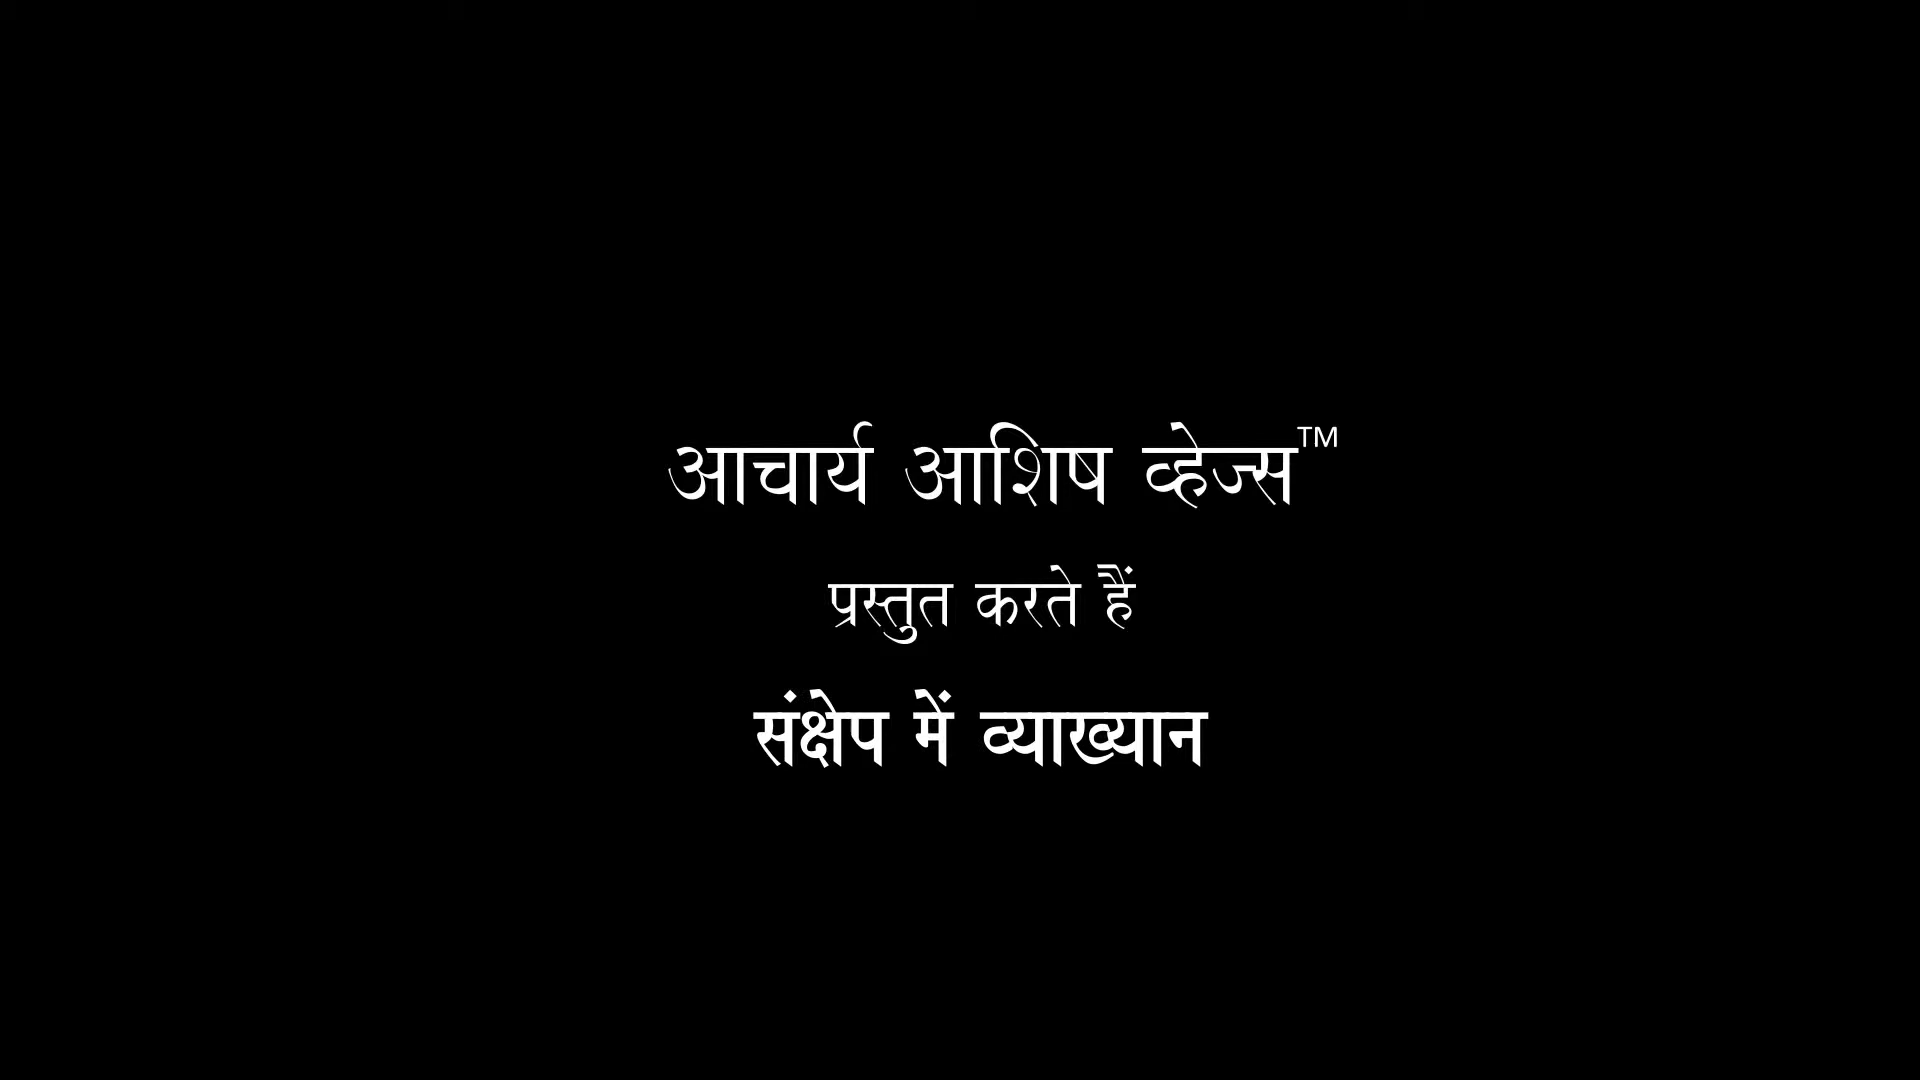 आचार्य आशिष व्हेज्स™
प्रस्तुत करते हैं
संक्षेप में व्याख्यान